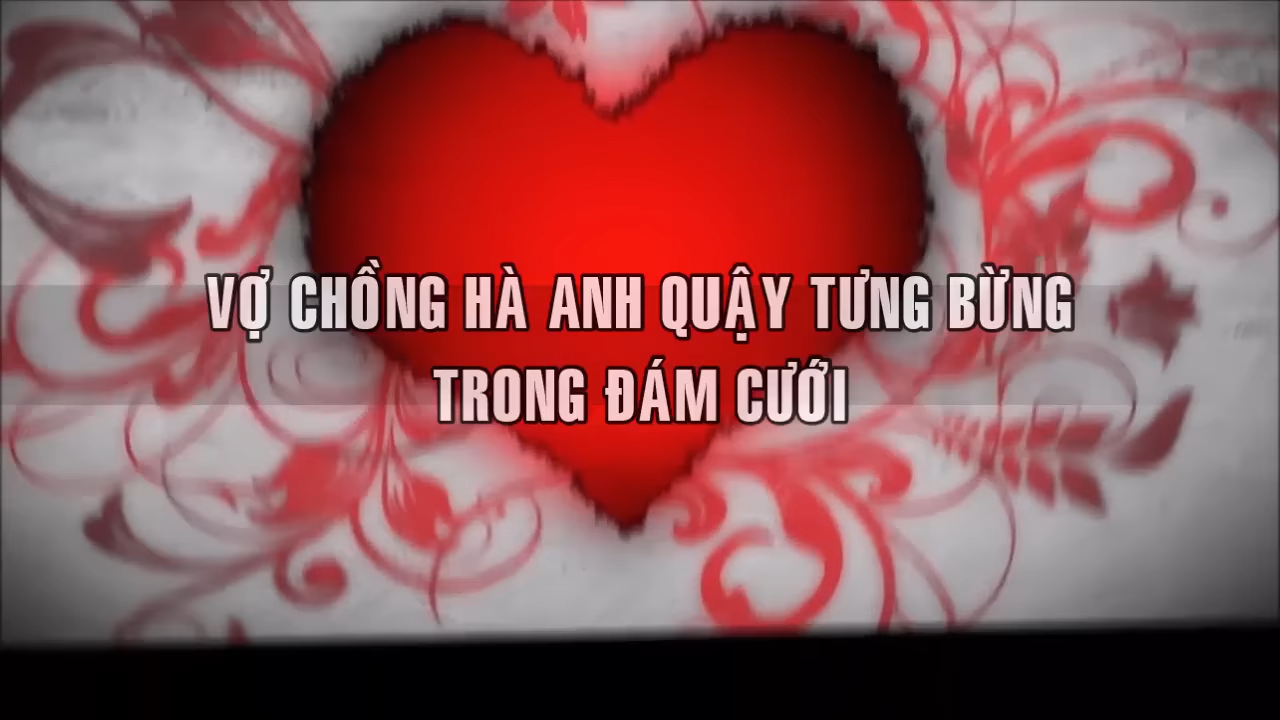 VỢ CHỒNG HÀ ANH QUẬY TƯNG BỪNG
TRONG ĐÁM CƯỚI